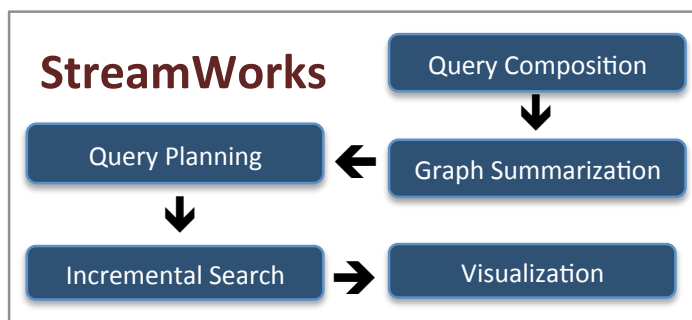 StreamWorks
Query Composition
Query Planning
Graph Summarization
Incremental Search
Visualization